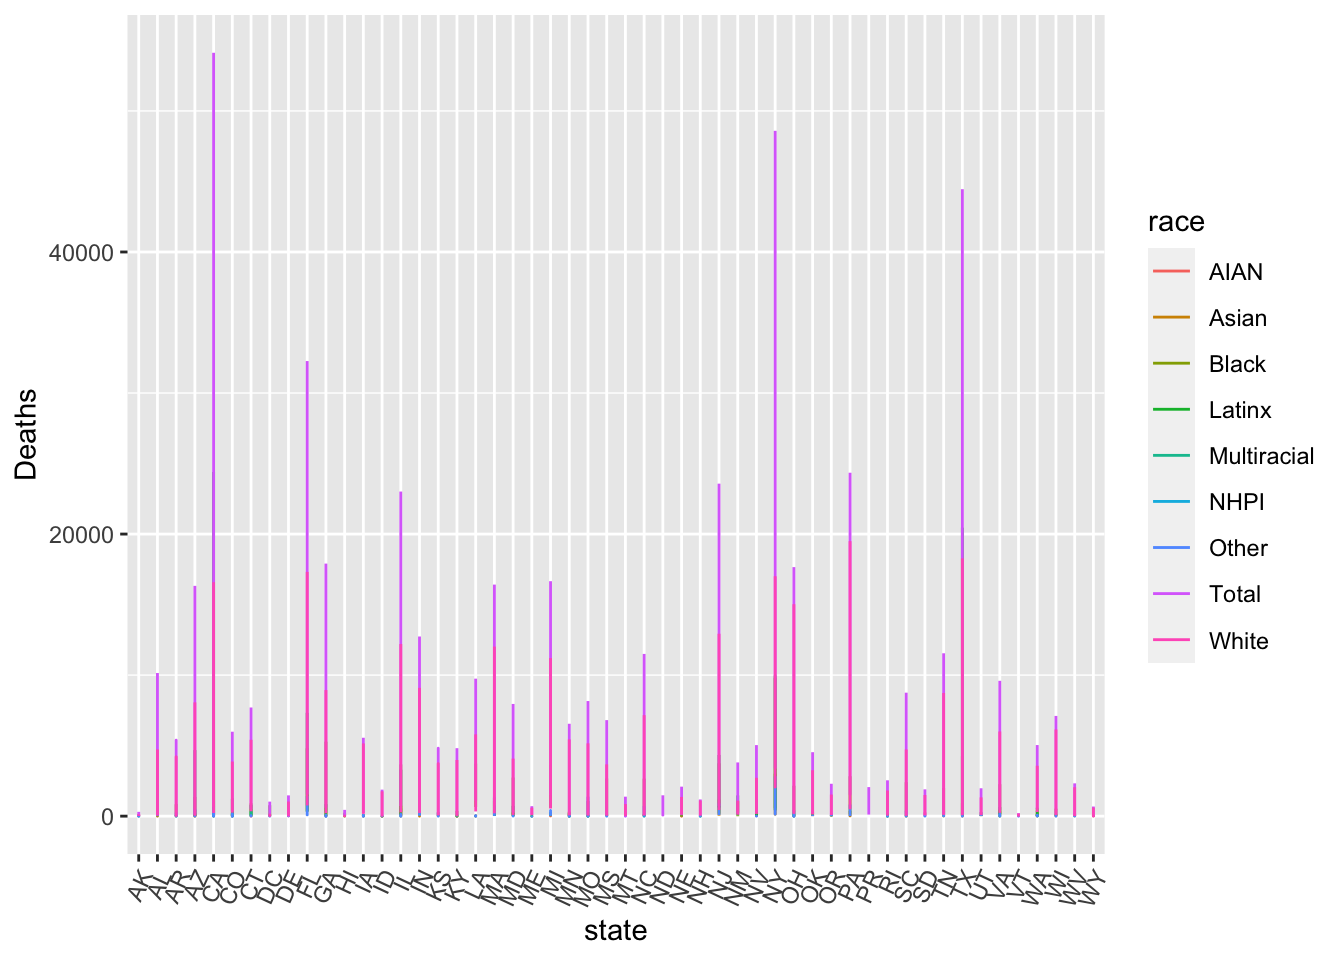 40000
20000
0
Deaths
AK AL AR AZ CA CO CT DC DE FL GA HI IA ID IL IN KS KY LA MA MD ME MI MN MO MS MT NC ND NE NH NJ NM NV NY OH OK OR PA PR RI SC SD TN TX UT VA VT WA WI WV WY
state
race
AIAN
Asian
Black
Latinx
Multiracial
NHPI
Other
Total
White